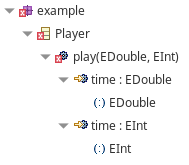 example
Player
play(EDouble, EInt)
time : EDouble
(:) EDouble
time : EInt
(:) EInt